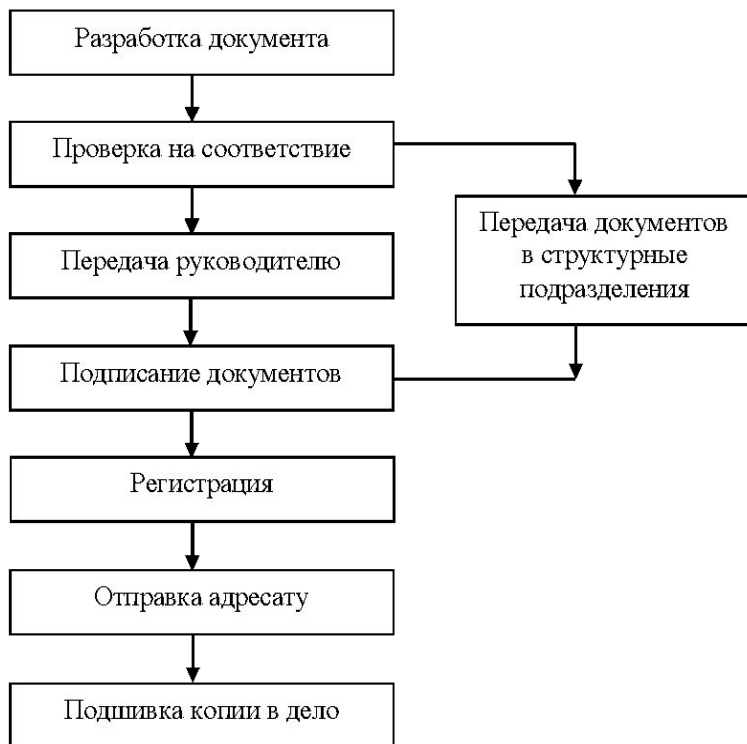 Разработка документа
Проверка на соответствие
Передача документов
в структурные
подразделения
Передача руководителю
Подписание документов
Регистрация
Отправка адресату
Подшивка копии в дело